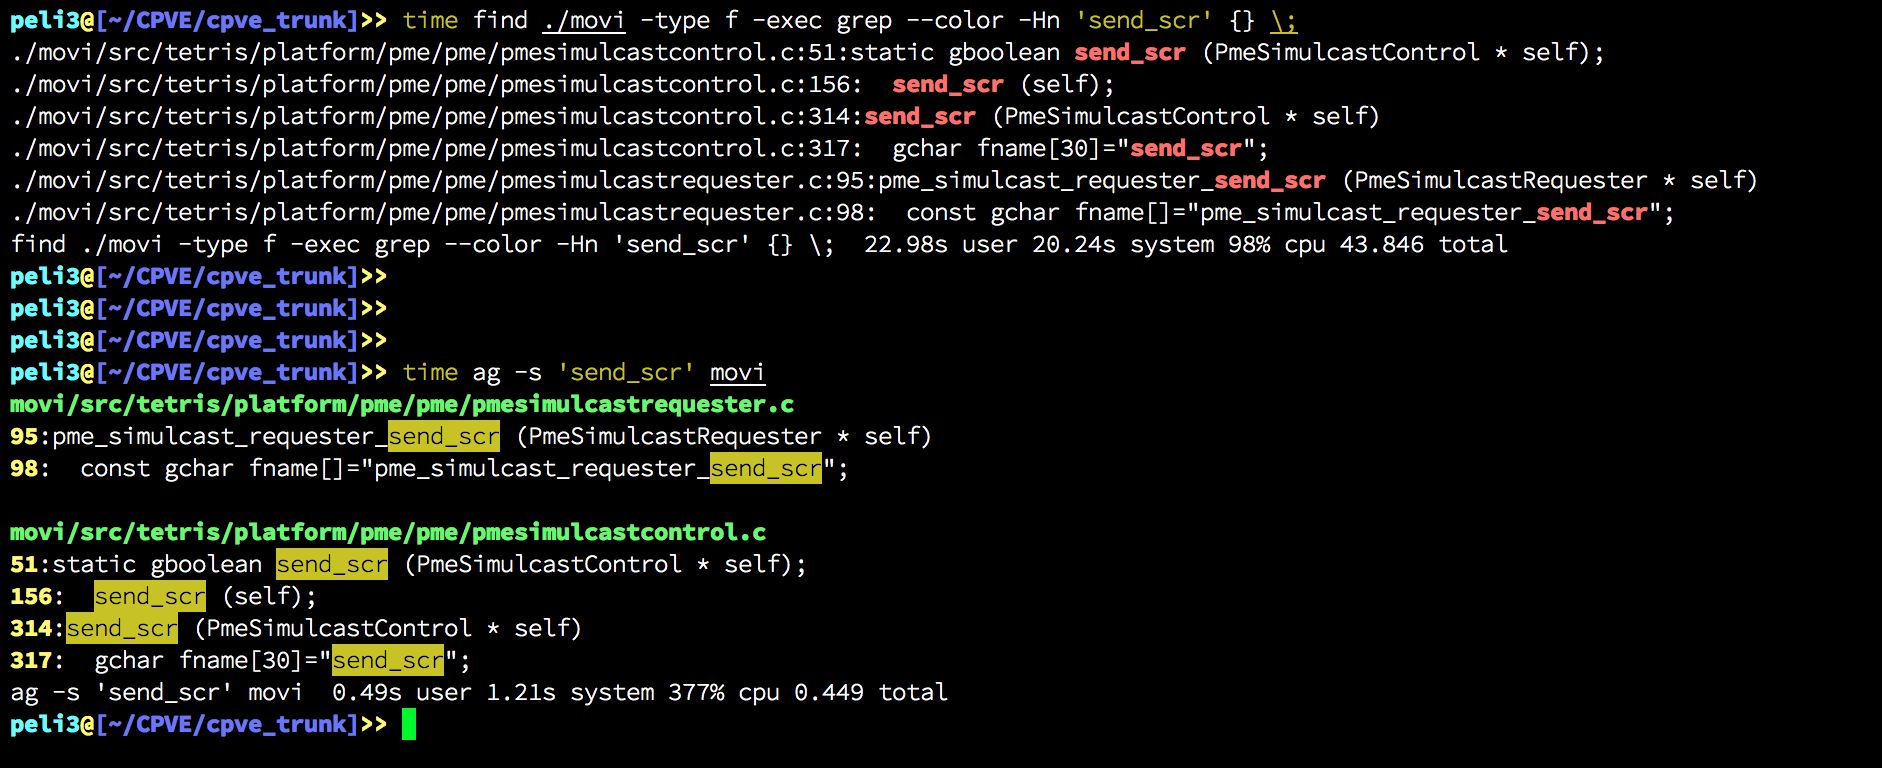 peli3@[~/CPVE/cpve_trunk]>> time find ./movi -type f -exec grep --color -Hn 'send_scr' {} \;
./movi/src/tetris/platform/pme/pme/pmesimulcastcontrol.c:51:static gboolean send_scr (PmeSimulcastControl * self);
./movi/src/tetris/platform/pme/pme/pmesimulcastcontrol.c:156:  send_scr (self);
./movi/src/tetris/platform/pme/pme/pmesimulcastcontrol.c:314:send_scr (PmeSimulcastControl * self)
./movi/src/tetris/platform/pme/pme/pmesimulcastcontrol.c:317:  gchar fname[30]="send_scr";
./movi/src/tetris/platform/pme/pme/pmesimulcastrequester.c:95:pme_simulcast_requester_send_scr (PmeSimulcastRequester * self)
./movi/src/tetris/platform/pme/pme/pmesimulcastrequester.c:98:  const gchar fname[]="pme_simulcast_requester_send_scr";
find ./movi -type f -exec grep --color -Hn 'send_scr' {} \;  22.98s user 20.24s system 98% cpu 43.846 total
peli3@[~/CPVE/cpve_trunk]>>
peli3@[~/CPVE/cpve_trunk]>>
peli3@[~/CPVE/cpve_trunk]>>
peli3@[~/CPVE/cpve_trunk]>> time ag -s 'send_scr' movi
movi/src/tetris/platform/pme/pme/pmesimulcastrequester.c
95:pme_simulcast_requester_send_scr (PmeSimulcastRequester * self)
98:  const gchar fname[]="pme_simulcast_requester_send_scr";

movi/src/tetris/platform/pme/pme/pmesimulcastcontrol.c
51:static gboolean send_scr (PmeSimulcastControl * self);
156:  send_scr (self);
314:send_scr (PmeSimulcastControl * self)
317:  gchar fname[30]="send_scr";
ag -s 'send_scr' movi  0.49s user 1.21s system 377% cpu 0.449 total
peli3@[~/CPVE/cpve_trunk]>>